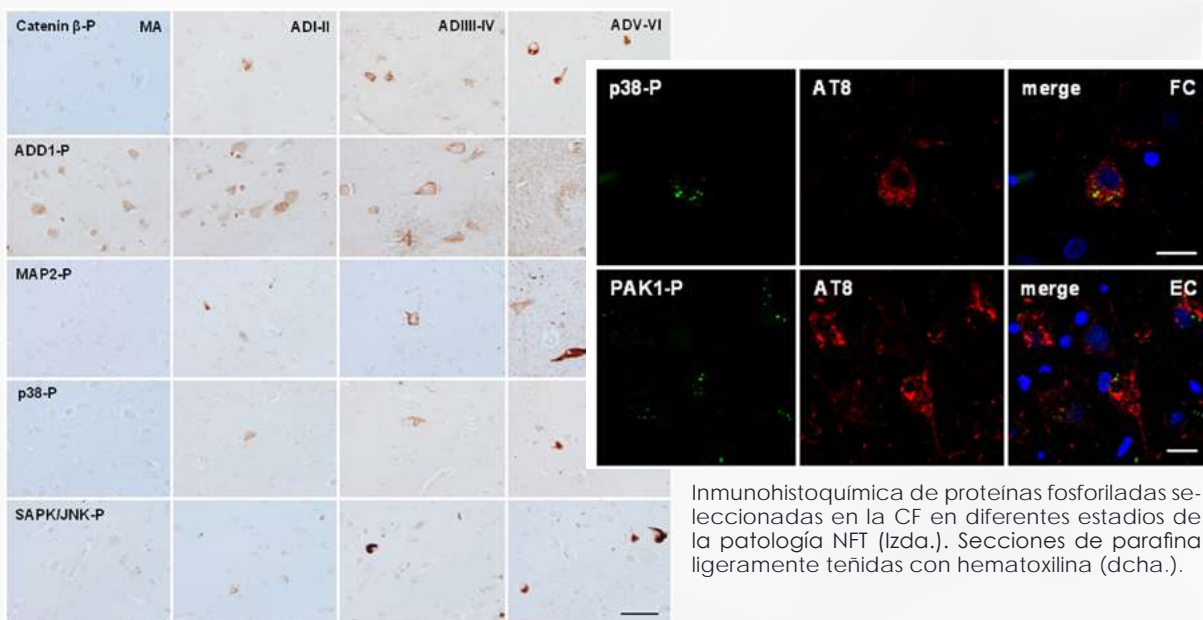 Catenin β-P MA ADI-II ADIIII-IV ADV-VI
ADD1-P
MAP2-P
p38-P
SAPK/JNK-P
p38-P AT8 merge FC
PAK1-P AT8 merge EC
Inmunohistoquímica de proteínas fosforiladas se-
leccionadas en la CF en diferentes estadios de
la patología NFT (Izda.). Secciones de parafina
ligeramente teñidas con hematoxilina (dcha.).